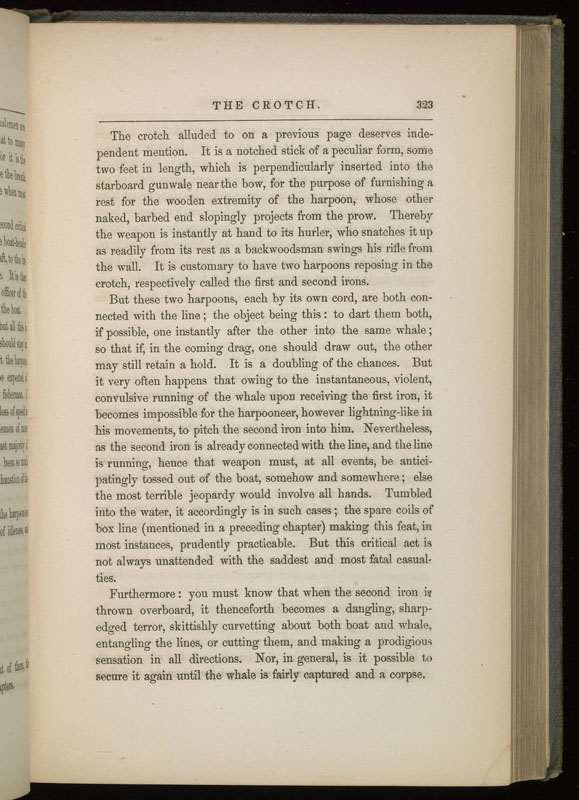 THE CROTCH. 323
The crotch alluded to on a previous page deserves inde-
pendent mention. It is a notched stick of a peculiar form, some
two feet in length, which is perpendicularly inserted into the
starboard gunwale near the bow, for the purpose of furnishing a
rest for the wooden extremity of the harpoon, whose other
naked, barbed end slopingly projects from the prow. Thereby
the weapon is instantly at hand to its hurler, who snatches it up
as readily from its rest as a backwoodsman swings his rifle from
the wall. It is customary to have two harpoons reposing in the
crotch, respectively called the first and second irons.
But these two harpoons, each by its own cord, are both con-
nected with the line; the object being this: to dart them both,
if possible, one instantly after the other into the same whale;
so that if, in the coming drag, one should draw out, the other
may still retain a hold. It is a doubling of the chances. But
it very often happens that owing to the instantaneous, violent,
convulsive running of the whale upon receiving the first iron, it
becomes impossible for the harpooneer, however lightning-like in
his movements, to pitch the second iron into him. Nevertheless,
as the second iron is already connected with the line, and the line
is running, hence that weapon must, at all events, be antici-
patingly tossed out of the boat, somehow and somewhere; else
the most terrible jeopardy would involve all hands. Tumbled
into the water, it accordingly is in such cases; the spare coils of
box line (mentioned in a preceding chapter) making this feat, in
most instances, prudently practicable. But this critical act is
not always unattended with the saddest and most fatal casual-
ties.
Furthermore: you must know that when the second iron is
thrown overboard, it thenceforth becomes a dangling, sharp-
edged terror, skittishly curvetting about both boat and whale,
entangling the lines, or cutting them, and making a prodigious
sensation in all directions. Nor, in general, is it possible to
secure it again until the whale is fairly captured and a corpse.